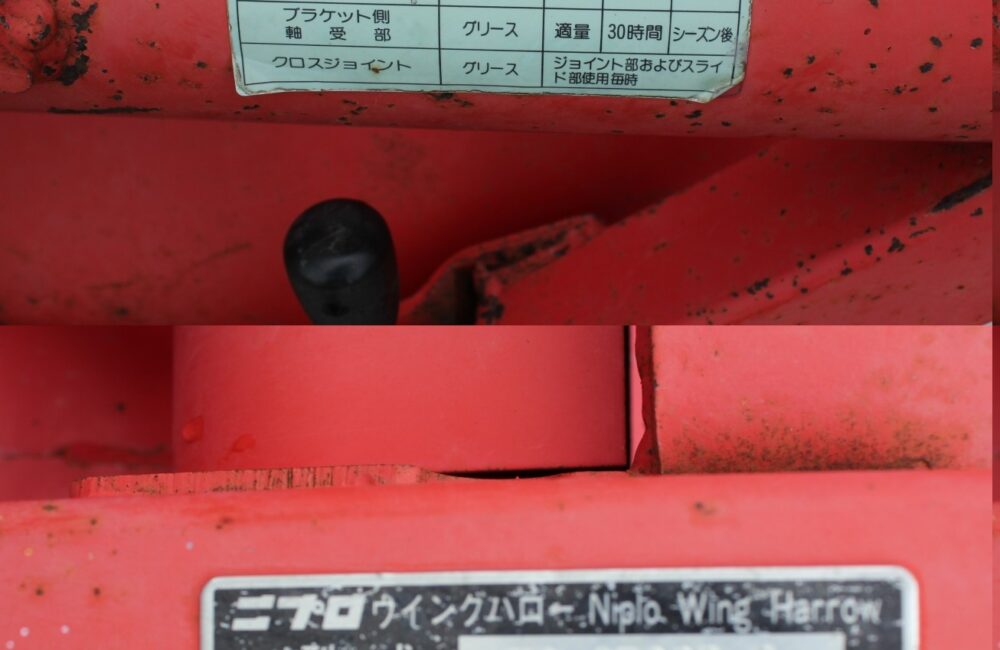 ブラケット側
軸受部 グリース 適量 30時間 シーズン後
クロスジョイント グリース ジョイント部およびスライ
ド部使用毎時
ニプロ ウイングハロー Niplo Wing Harrow